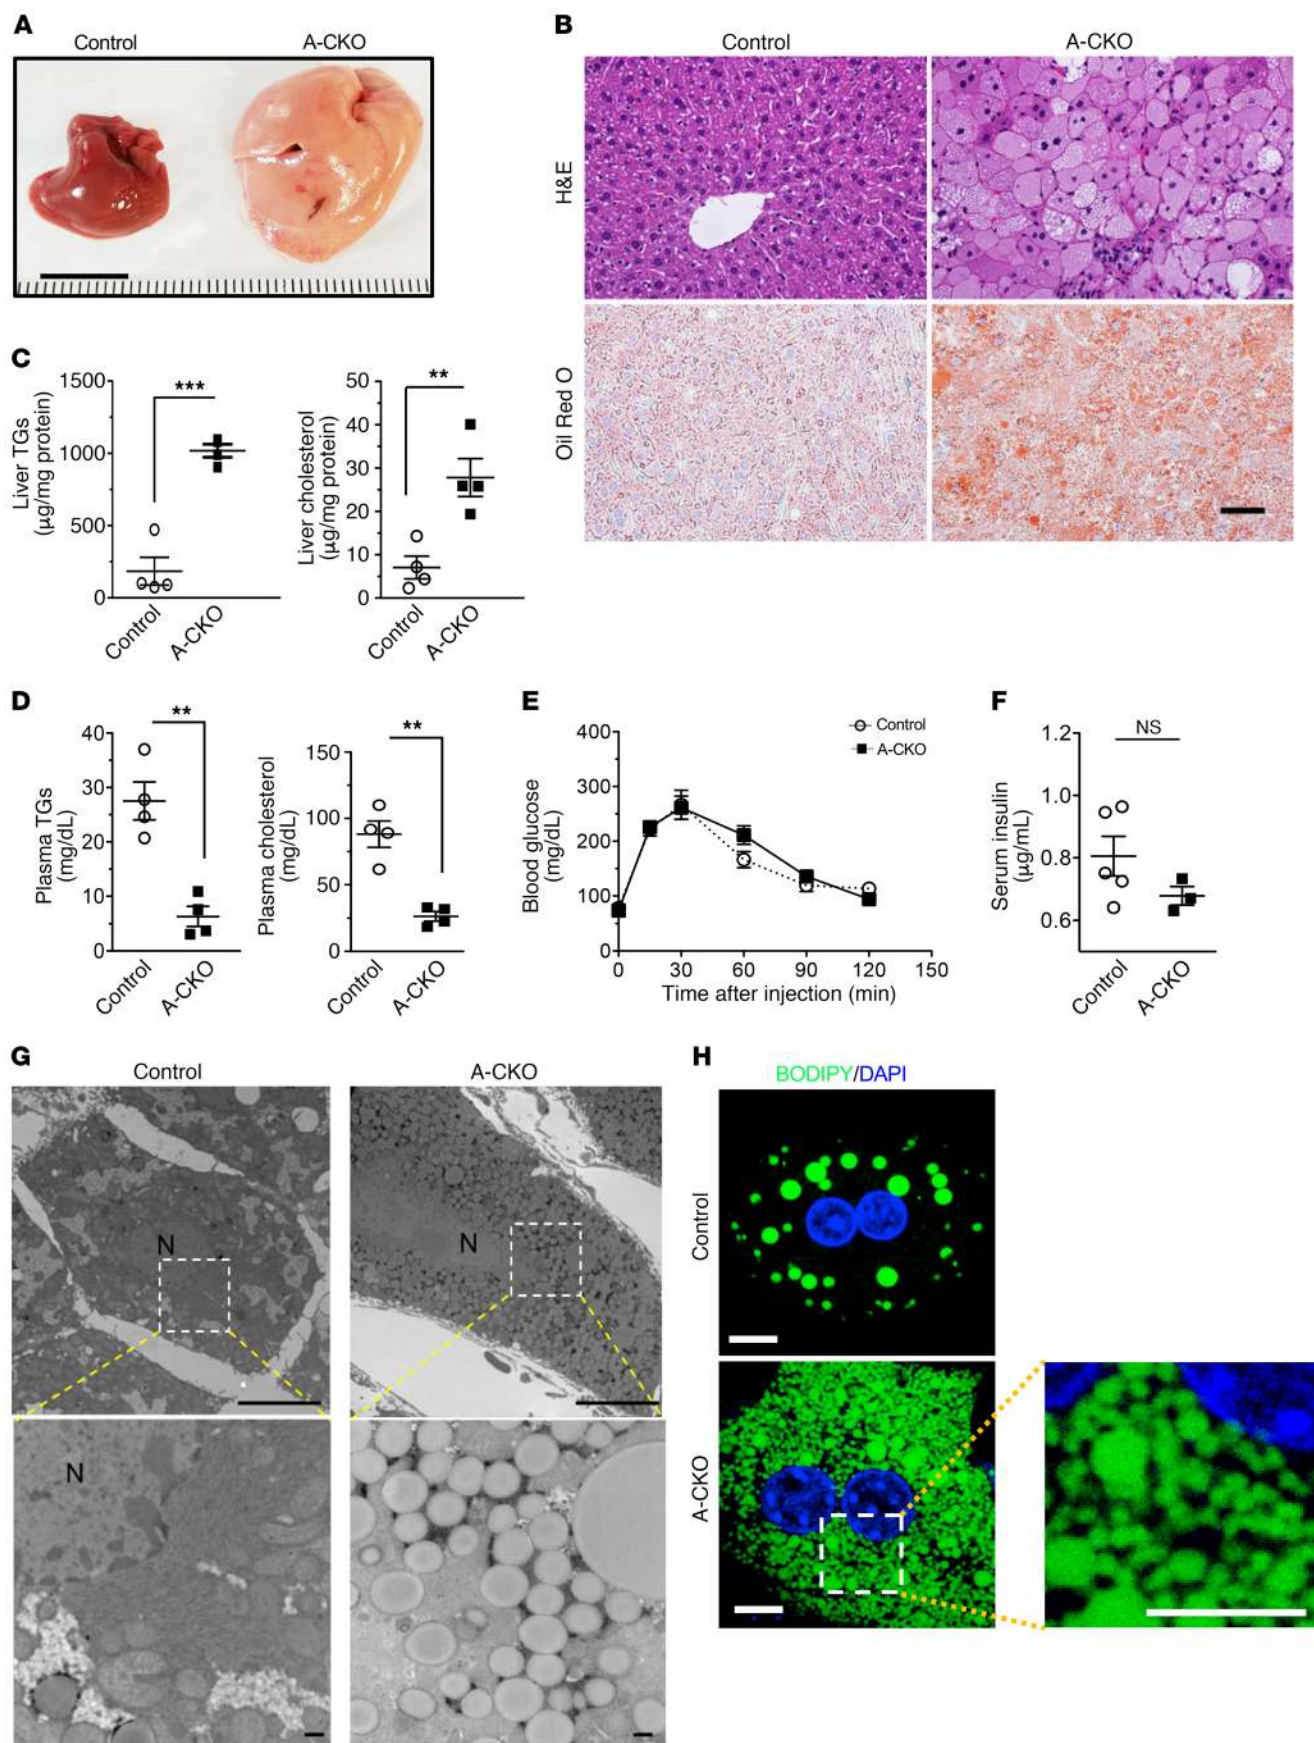 A
Control A-CKO
B
Control A-CKO
H&E
Oil Red O
C
Liver TGs
(µg/mg protein)
1500
1000
500
0
***
Control A-CKO
Liver cholesterol
(µg/mg protein)
50
40
30
20
10
0
**
Control A-CKO
D
Plasma TGs
(mg/dL)
40
30
20
10
0
**
Control A-CKO
Plasma cholesterol
(mg/dL)
150
100
50
0
**
Control A-CKO
E
Blood glucose
(mg/dL)
400
300
200
100
0
Control
A-CKO
0 30 60 90 120 150
Time after injection (min)
F
Serum insulin
(µg/mL)
1.2
1.0
0.8
0.6
NS
Control A-CKO
G
Control A-CKO
N N
N
H
BODIPY/DAPI
Control
A-CKO